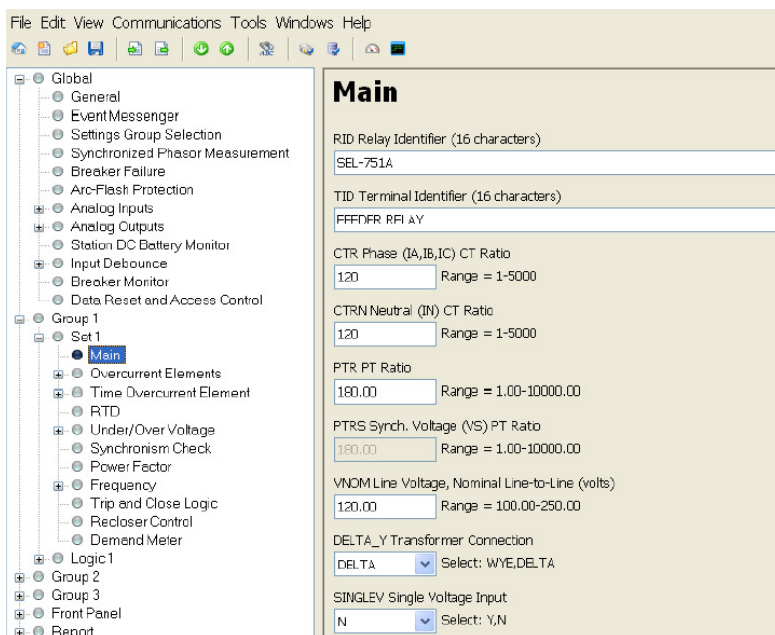 File Edit View Communications Tools Windows Help
Global
General
Event Messenger
Settings Group Selection
Synchronized Phasor Measurement
Breaker Failure
Arc-Flash Protection
Analog Inputs
Analog Outputs
Station DC Battery Monitor
Input Debounce
Breaker Monitor
Data Reset and Access Control
Group 1
Set 1
Main
Overcurrent Elements
Time Overcurrent Element
RTD
Under/Over Voltage
Synchronism Check
Power Factor
Frequency
Trip and Close Logic
Recloser Control
Demand Meter
Logic 1
Group 2
Group 3
Front Panel
Report
Main
RID Relay Identifier (16 characters)
SEL-751A
TID Terminal Identifier (16 characters)
FEEDER RELAY
CTR Phase (IA,IB,IC) CT Ratio
120 Range = 1-5000
CTRN Neutral (IN) CT Ratio
120 Range = 1-5000
PTR PT Ratio
180.00 Range = 1.00-10000.00
PTRS Synch. Voltage (VS) PT Ratio
180.00 Range = 1.00-10000.00
VNOM Line Voltage, Nominal Line-to-Line (volts)
120.00 Range = 100.00-250.00
DELTA_Y Transformer Connection
DELTA Select: WYE,DELTA
SINGLEV Single Voltage Input
N Select: Y,N